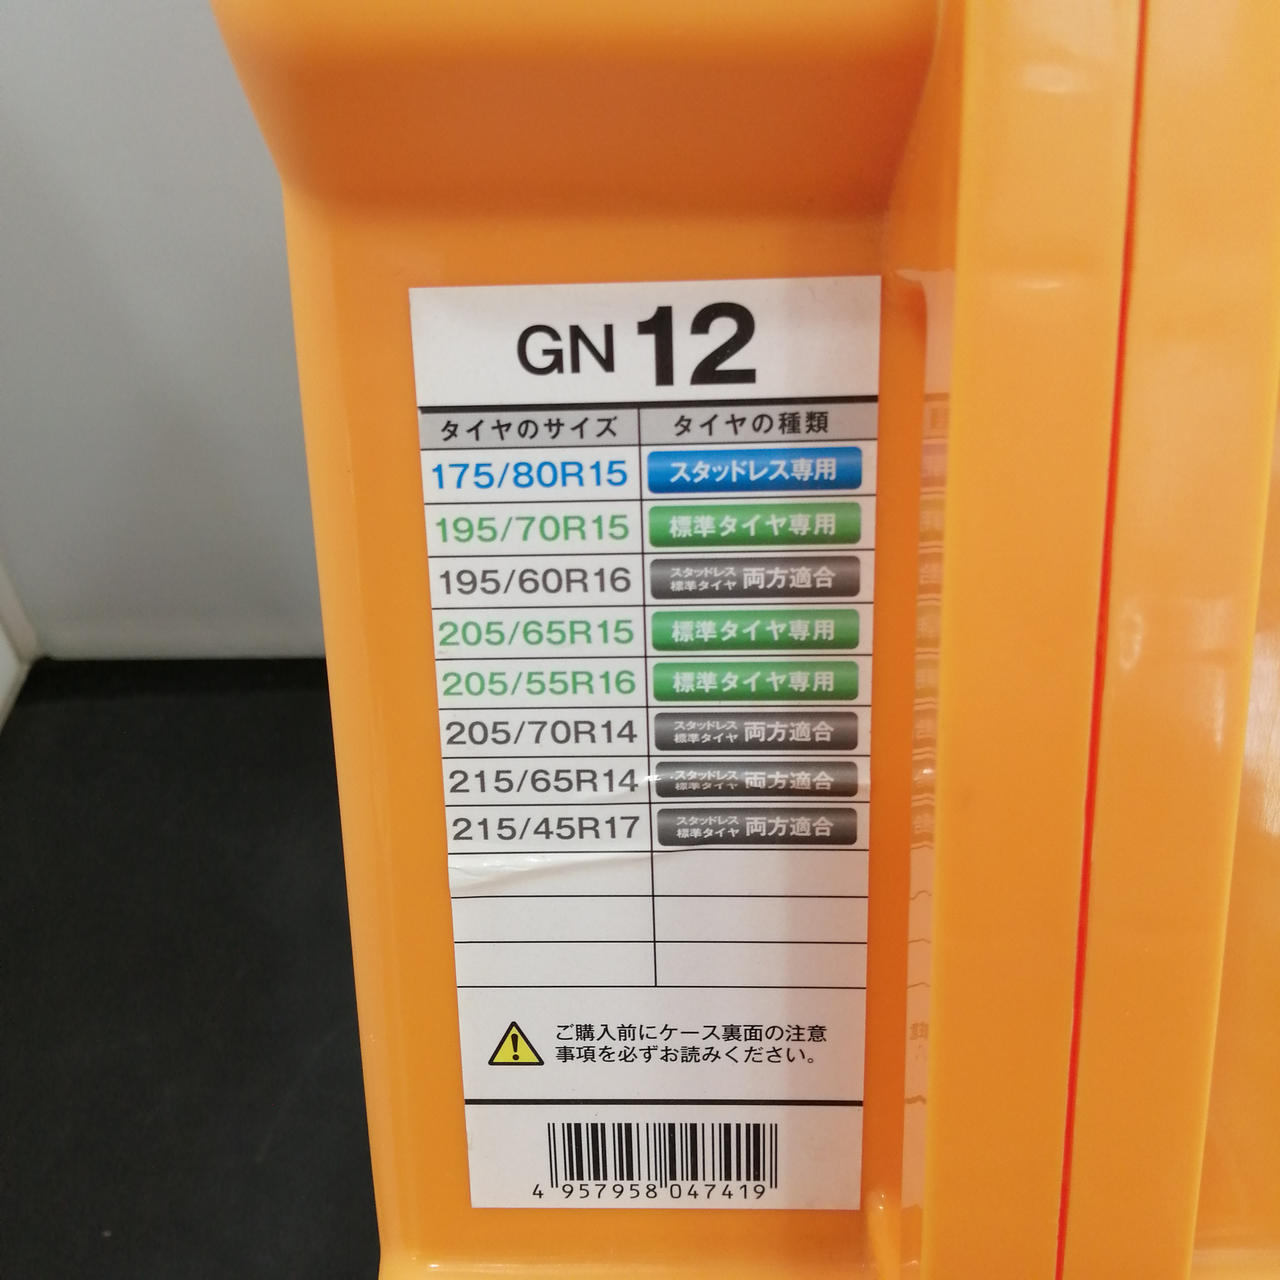 GN 12
タイヤのサイズ タイヤの種類
175/80R15 スタッドレス専用
195/70R15 標準タイヤ専用
195/60R16 スタッドレス 標準タイヤ 両方適合
205/65R15 標準タイヤ専用
205/55R16 標準タイヤ専用
205/70R14 スタッドレス 標準タイヤ 両方適合
215/65R14 スタッドレス 標準タイヤ 両方適合
215/45R17 スタッドレス 標準タイヤ 両方適合
ご購入前にケース裏面の注意
事項を必ずお読みください。
4 957958 047419